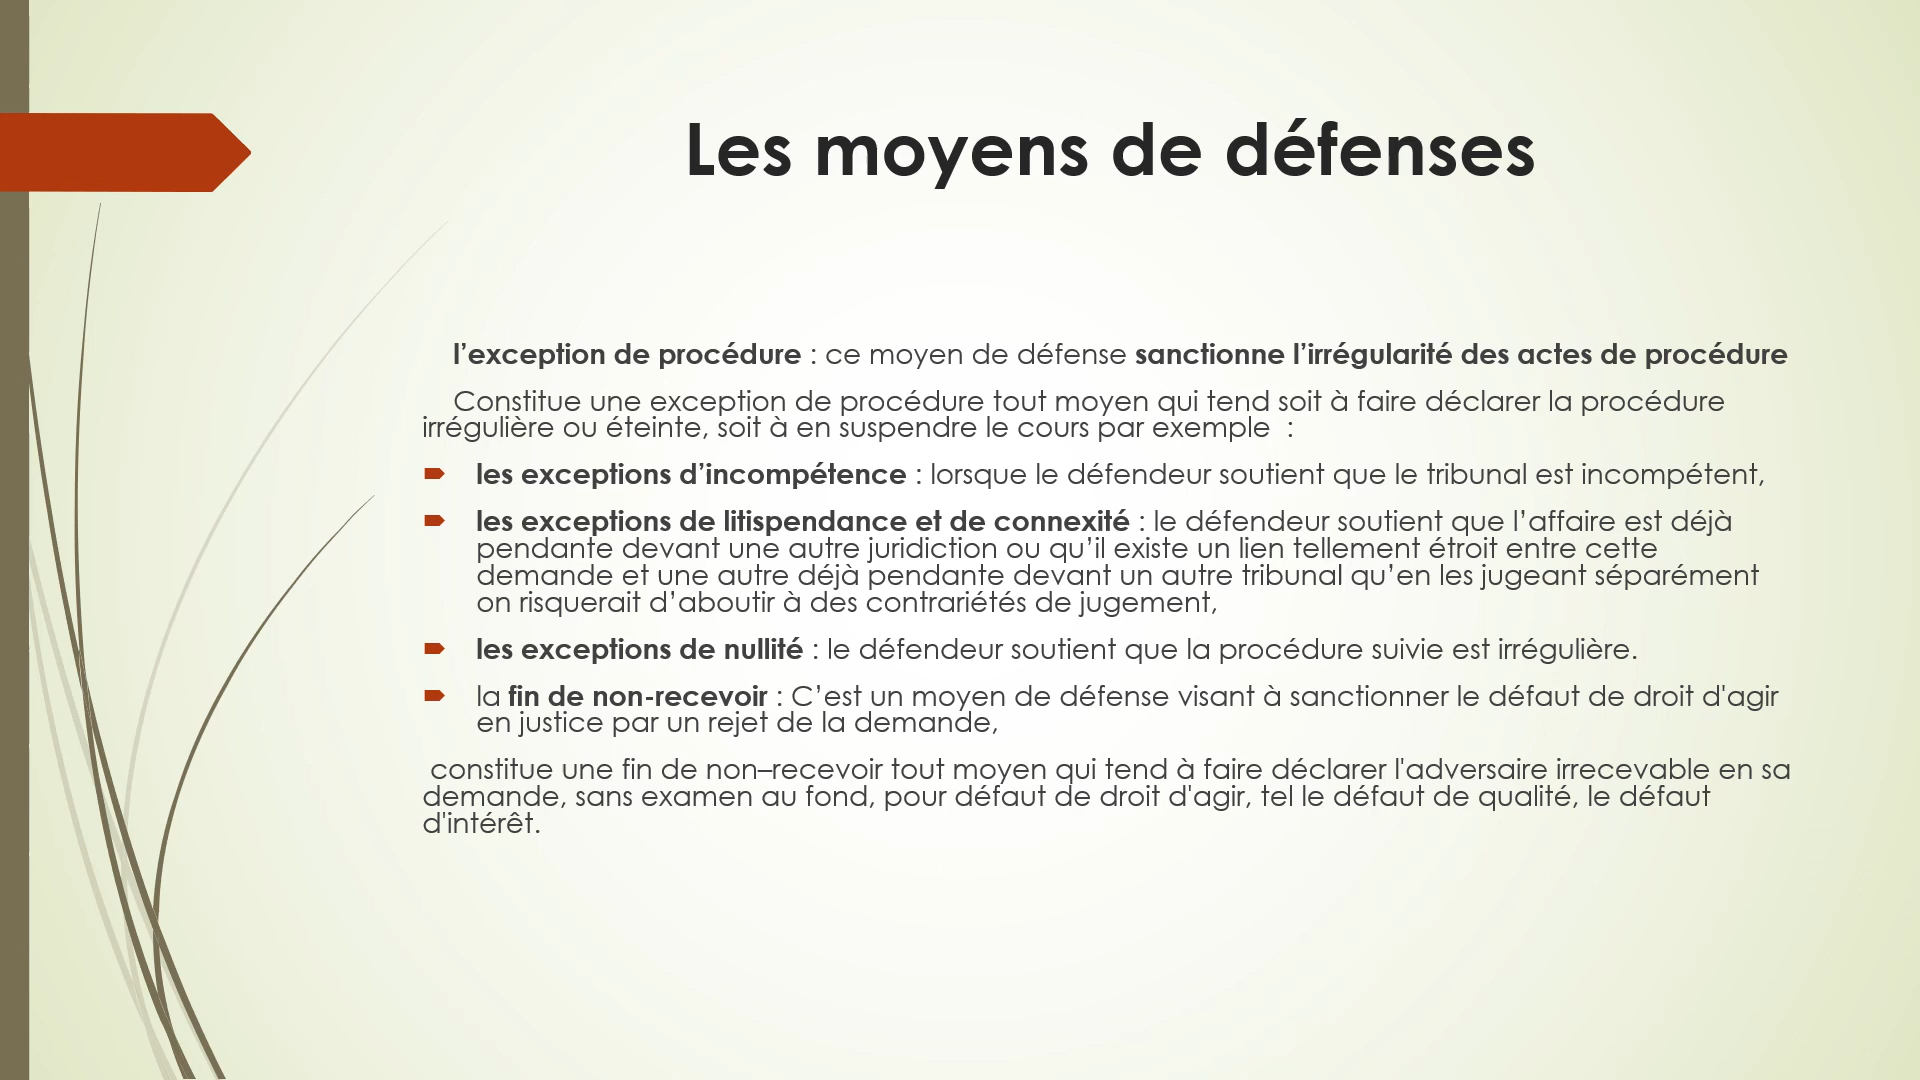 Les moyens de défenses
l’exception de procédure : ce moyen de défense sanctionne l’irrégularité des actes de procédure
Constitue une exception de procédure tout moyen qui tend soit à faire déclarer la procédure
irrégulière ou éteinte, soit à en suspendre le cours par exemple  :
les exceptions d’incompétence : lorsque le défendeur soutient que le tribunal est incompétent,
les exceptions de litispendance et de connexité : le défendeur soutient que l’affaire est déjà
pendante devant une autre juridiction ou qu’il existe un lien tellement étroit entre cette
demande et une autre déjà pendante devant un autre tribunal qu’en les jugeant séparément
on risquerait d’aboutir à des contrariétés de jugement,
les exceptions de nullité : le défendeur soutient que la procédure suivie est irrégulière.
la fin de non-recevoir : C’est un moyen de défense visant à sanctionner le défaut de droit d'agir
en justice par un rejet de la demande,
constitue une fin de non–recevoir tout moyen qui tend à faire déclarer l'adversaire irrecevable en sa
demande, sans examen au fond, pour défaut de droit d'agir, tel le défaut de qualité, le défaut
d'intérêt.